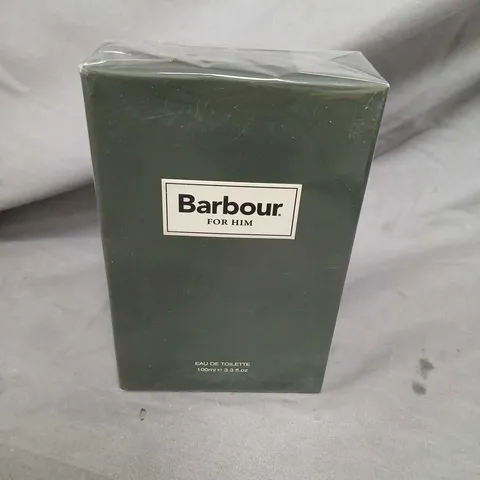 Barbour.
FOR HIM
EAU DE TOILETTE
100ml ℮ 3.3 fl.oz